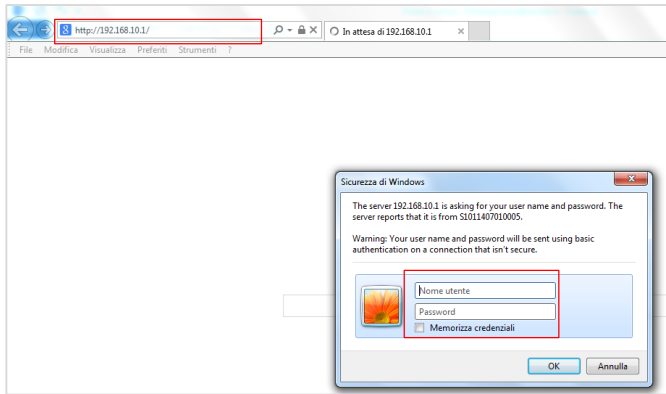 http://192.168.10.1/
In attesa di 192.168.10.1
File Modifica Visualizza Preferiti Strumenti ?
Sicurezza di Windows
The server 192.168.10.1 is asking for your user name and password. The
server reports that it is from S1011407010005.
Warning: Your user name and password will be sent using basic
authentication on a connection that isn't secure.
Nome utente
Password
Memorizza credenziali
OK Annulla